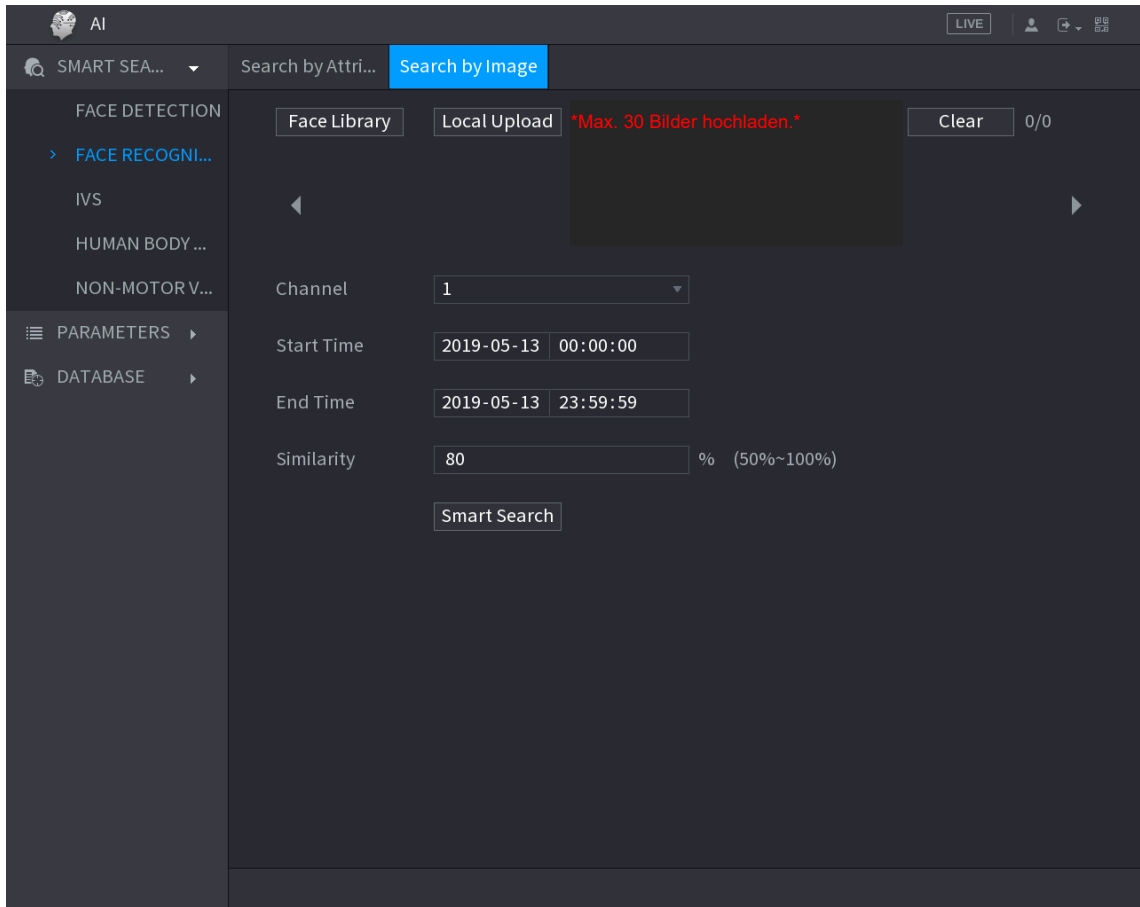 AI
LIVE
SMART SEA...
Search by Attri...
Search by Image
FACE DETECTION
FACE RECOGNI...
IVS
HUMAN BODY ...
NON-MOTOR V...
PARAMETERS
DATABASE
Face Library
Local Upload
*Max. 30 Bilder hochladen.*
Clear
0/0
Channel
1
Start Time
2019-05-13 00:00:00
End Time
2019-05-13 23:59:59
Similarity
80
% (50%~100%)
Smart Search